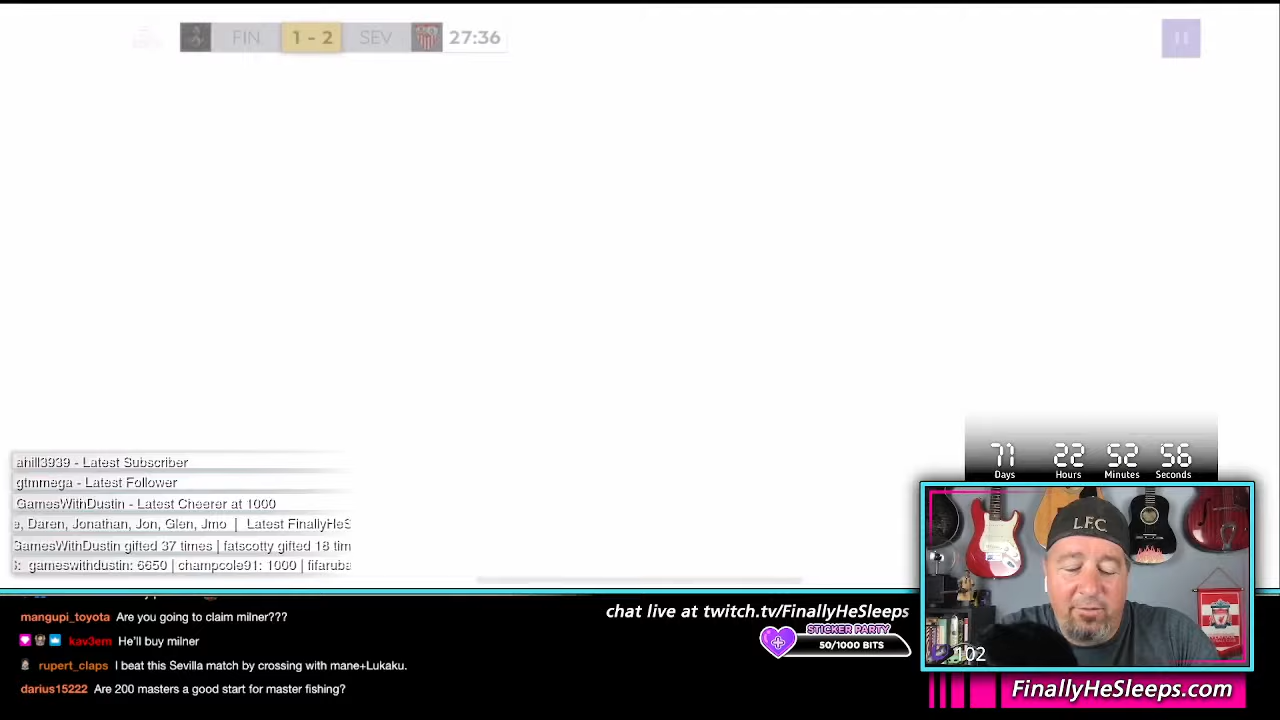 FIN 1 - 2 SEV 27:36
71 22 52 56
Days Hours Minutes Seconds
ahill3939 - Latest Subscriber
gtmmega - Latest Follower
GamesWithDustin - Latest Cheerer at 1000
e, Daren, Jonathan, Jon, Glen, Jmo | Latest FinallyHeS
GamesWithDustin gifted 37 times | fatscotty gifted 18 tim
gameswithdustin: 6650 | champcole91: 1000 | fifaruba
L.F.C.
102
chat live at twitch.tv/FinallyHeSleeps
STICKER PARTY
50/1000 BITS
mangupi_toyota Are you going to claim milner???
kav3em He'll buy milner
rupert_claps I beat this Sevilla match by crossing with mane+Lukaku.
darius15222 Are 200 masters a good start for master fishing?
FinallyHeSleeps.com